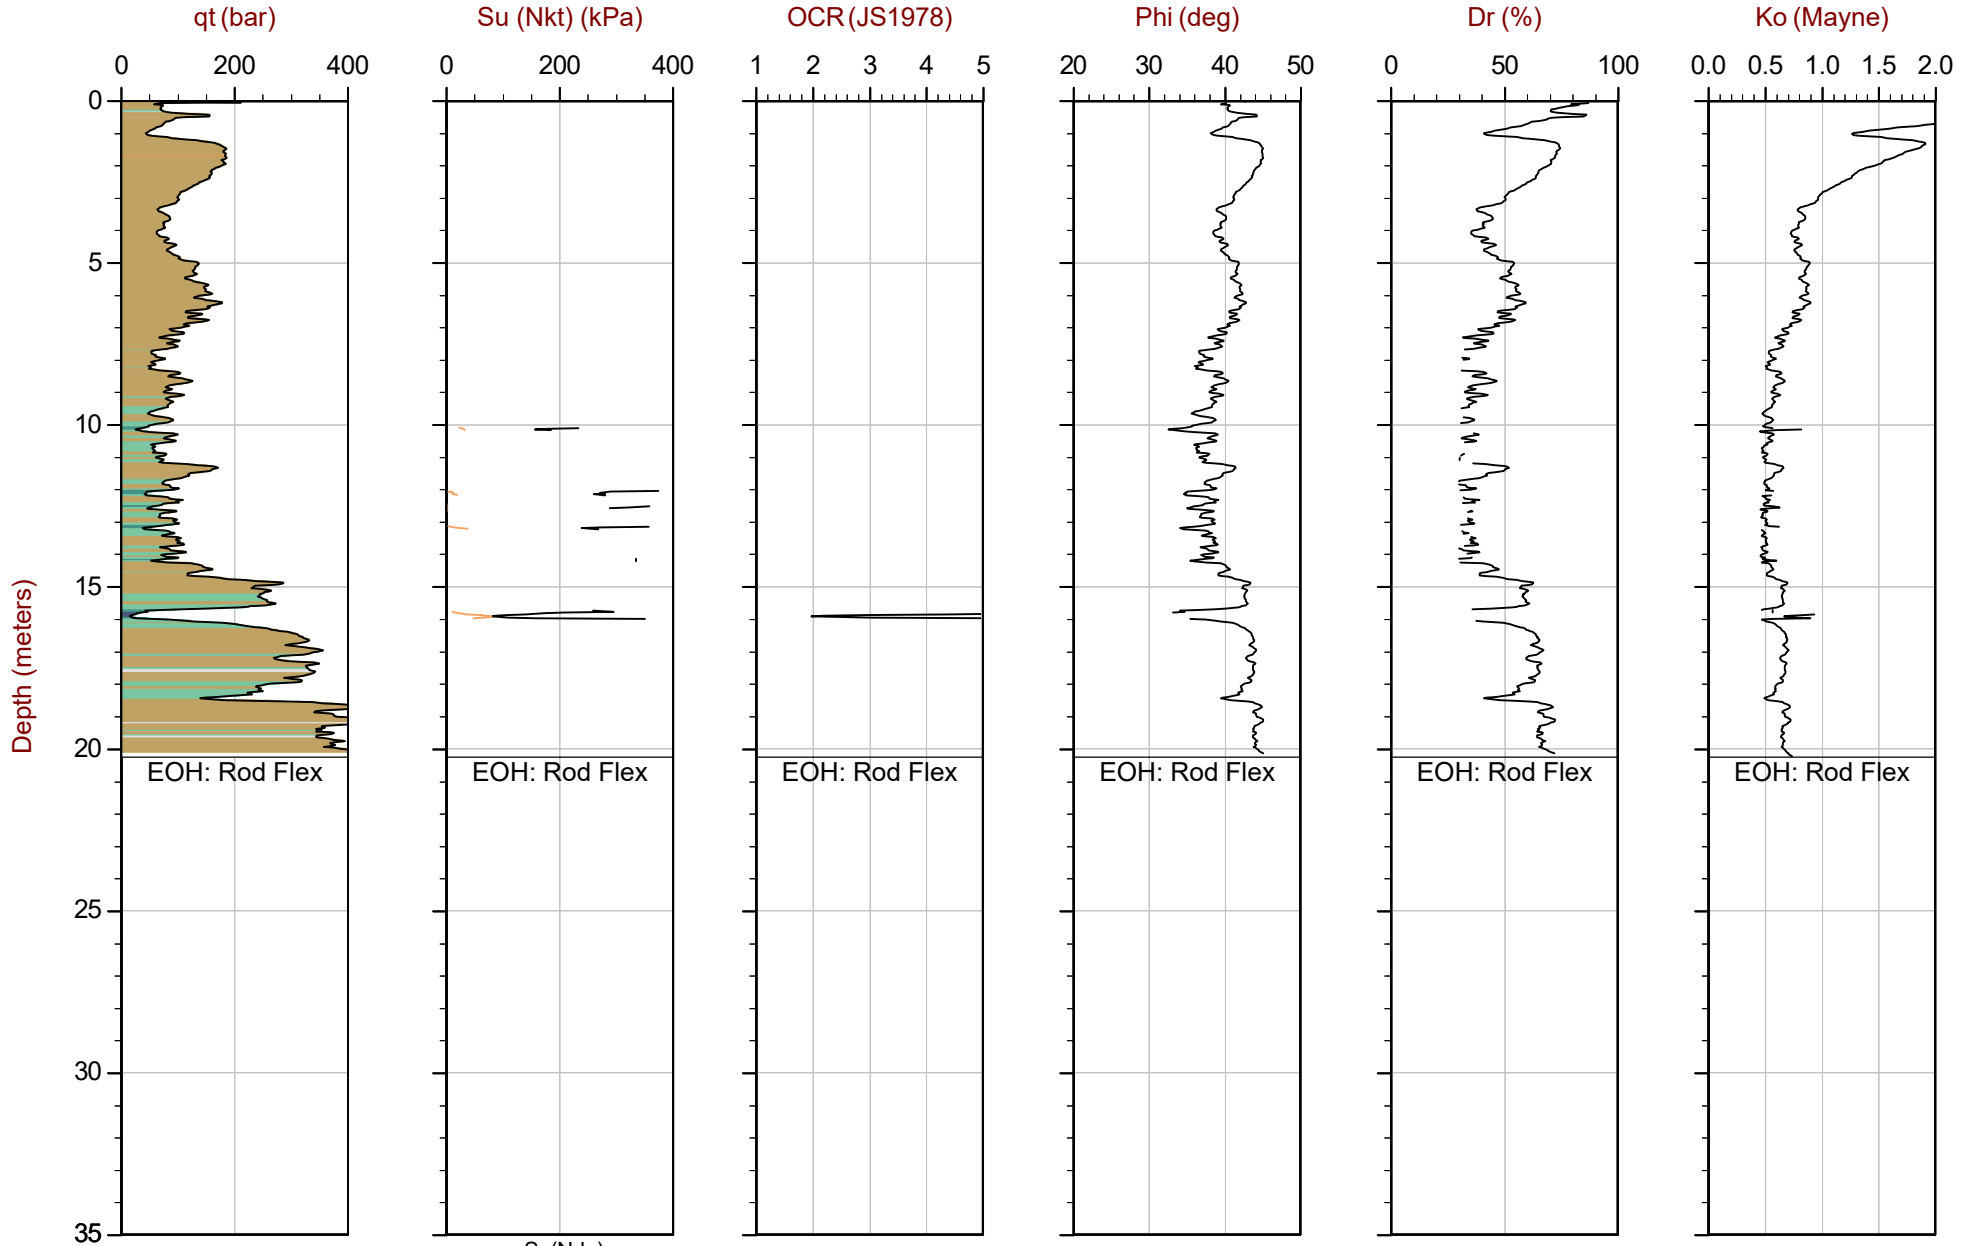 qt (bar) Su (Nkt) (kPa) OCR (JS1978) Phi (deg) Dr (%) Ko (Mayne)
0 200 400 0 200 400 1 2 3 4 5 20 30 40 50 0 50 100 0.0 0.5 1.0 1.5 2.0
0
5
10
15
Depth (meters)
20
EOH: Rod Flex EOH: Rod Flex EOH: Rod Flex EOH: Rod Flex EOH: Rod Flex EOH: Rod Flex
25
30
35